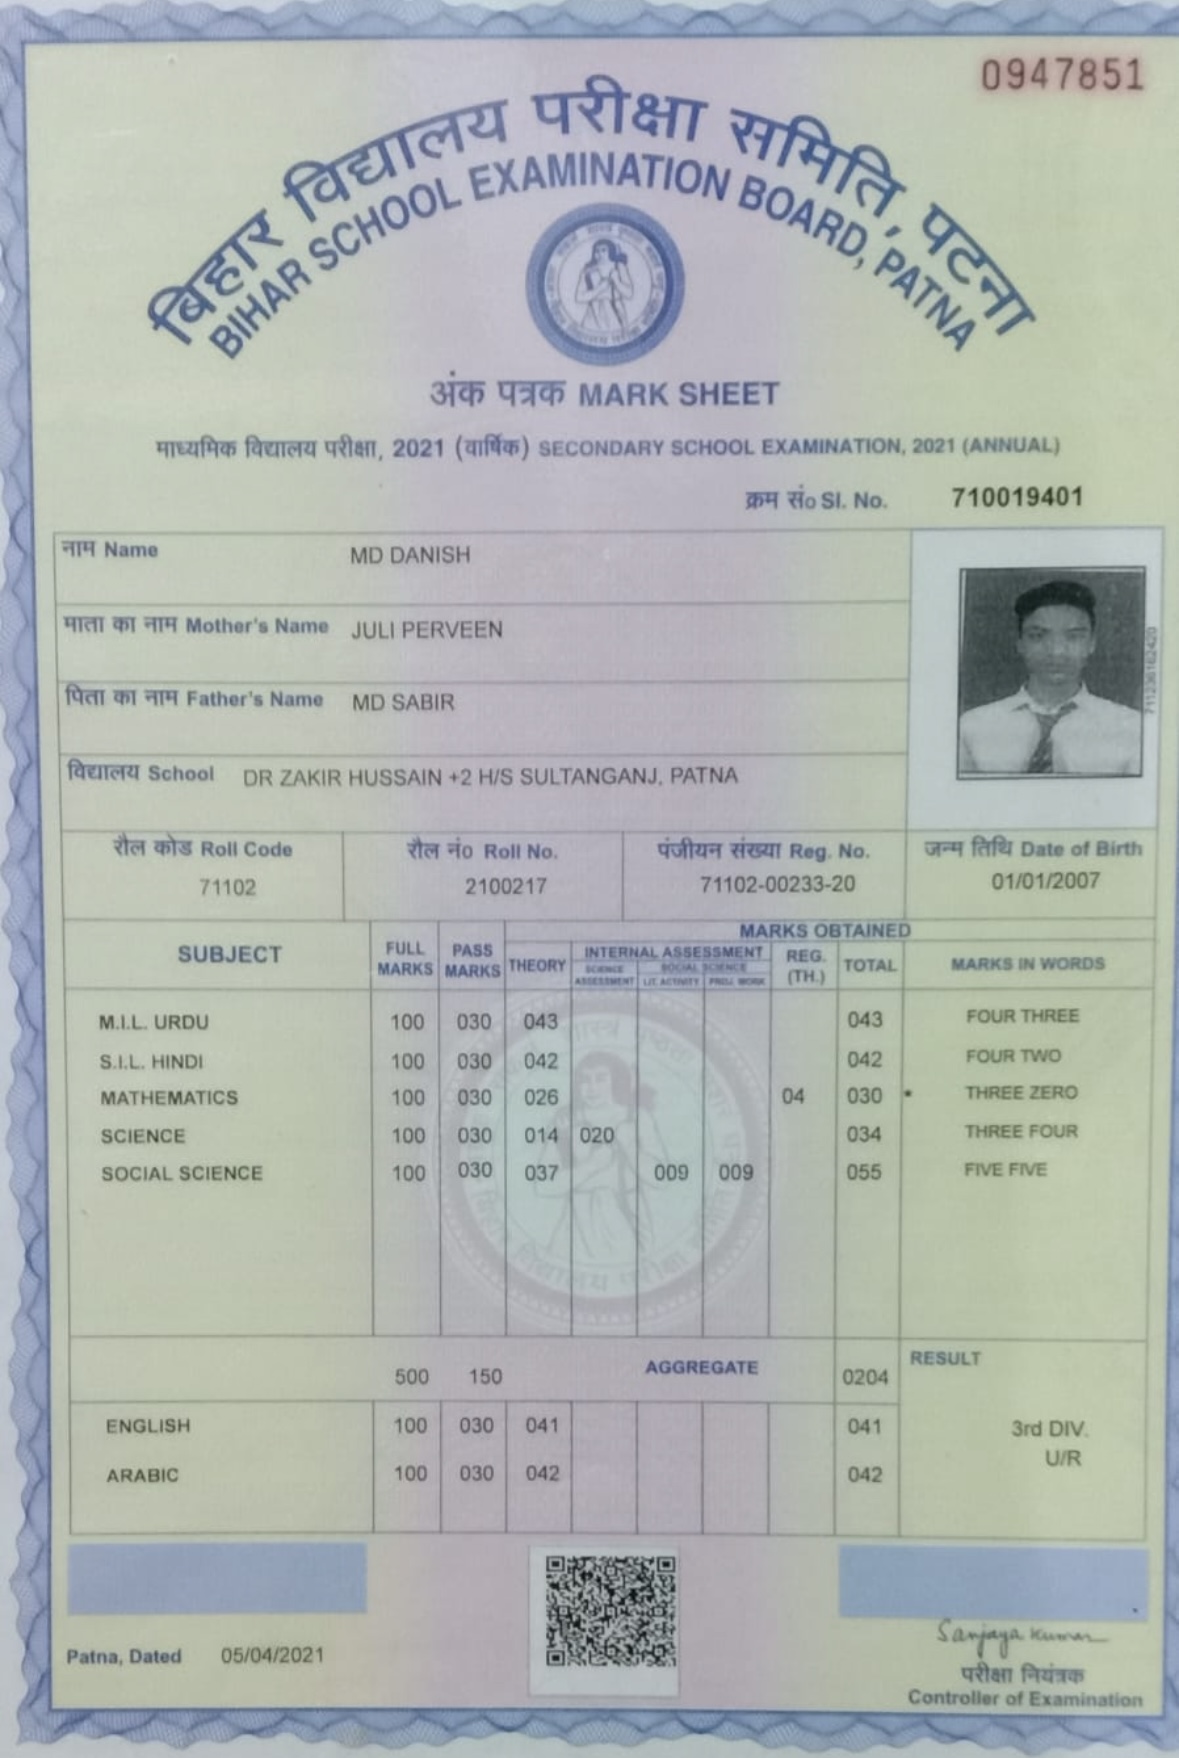 0947851
बिहार विद्यालय परीक्षा समिति, पटना
BIHAR SCHOOL EXAMINATION BOARD, PATNA
अंक पत्रक MARK SHEET
माध्यमिक विद्यालय परीक्षा, 2021 (वार्षिक) SECONDARY SCHOOL EXAMINATION, 2021 (ANNUAL)
क्रम सं० Sl. No. 710019401
नाम Name MD DANISH
माता का नाम Mother's Name JULI PERVEEN
पिता का नाम Father's Name MD SABIR
विद्यालय School DR ZAKIR HUSSAIN +2 H/S SULTANGANJ, PATNA
रौल कोड Roll Code रौल नं० Roll No. पंजीयन संख्या Reg. No. जन्म तिथि Date of Birth
71102 2100217 71102-00233-20 01/01/2007
SUBJECT FULL MARKS PASS MARKS MARKS OBTAINED
THEORY INTERNAL ASSESSMENT REG. (TH.) TOTAL MARKS IN WORDS
SCIENCE ASSESSMENT SOCIAL SCIENCE
LIT. ACTIVITY PROJ. WORK
M.I.L. URDU 100 030 043 043 FOUR THREE
S.I.L. HINDI 100 030 042 042 FOUR TWO
MATHEMATICS 100 030 026 04 030 * THREE ZERO
SCIENCE 100 030 014 020 034 THREE FOUR
SOCIAL SCIENCE 100 030 037 009 009 055 FIVE FIVE
500 150 AGGREGATE 0204 RESULT
ENGLISH 100 030 041 041 3rd DIV.
U/R
ARABIC 100 030 042 042
Patna, Dated 05/04/2021
Sanjaya Kumar
परीक्षा नियंत्रक
Controller of Examination